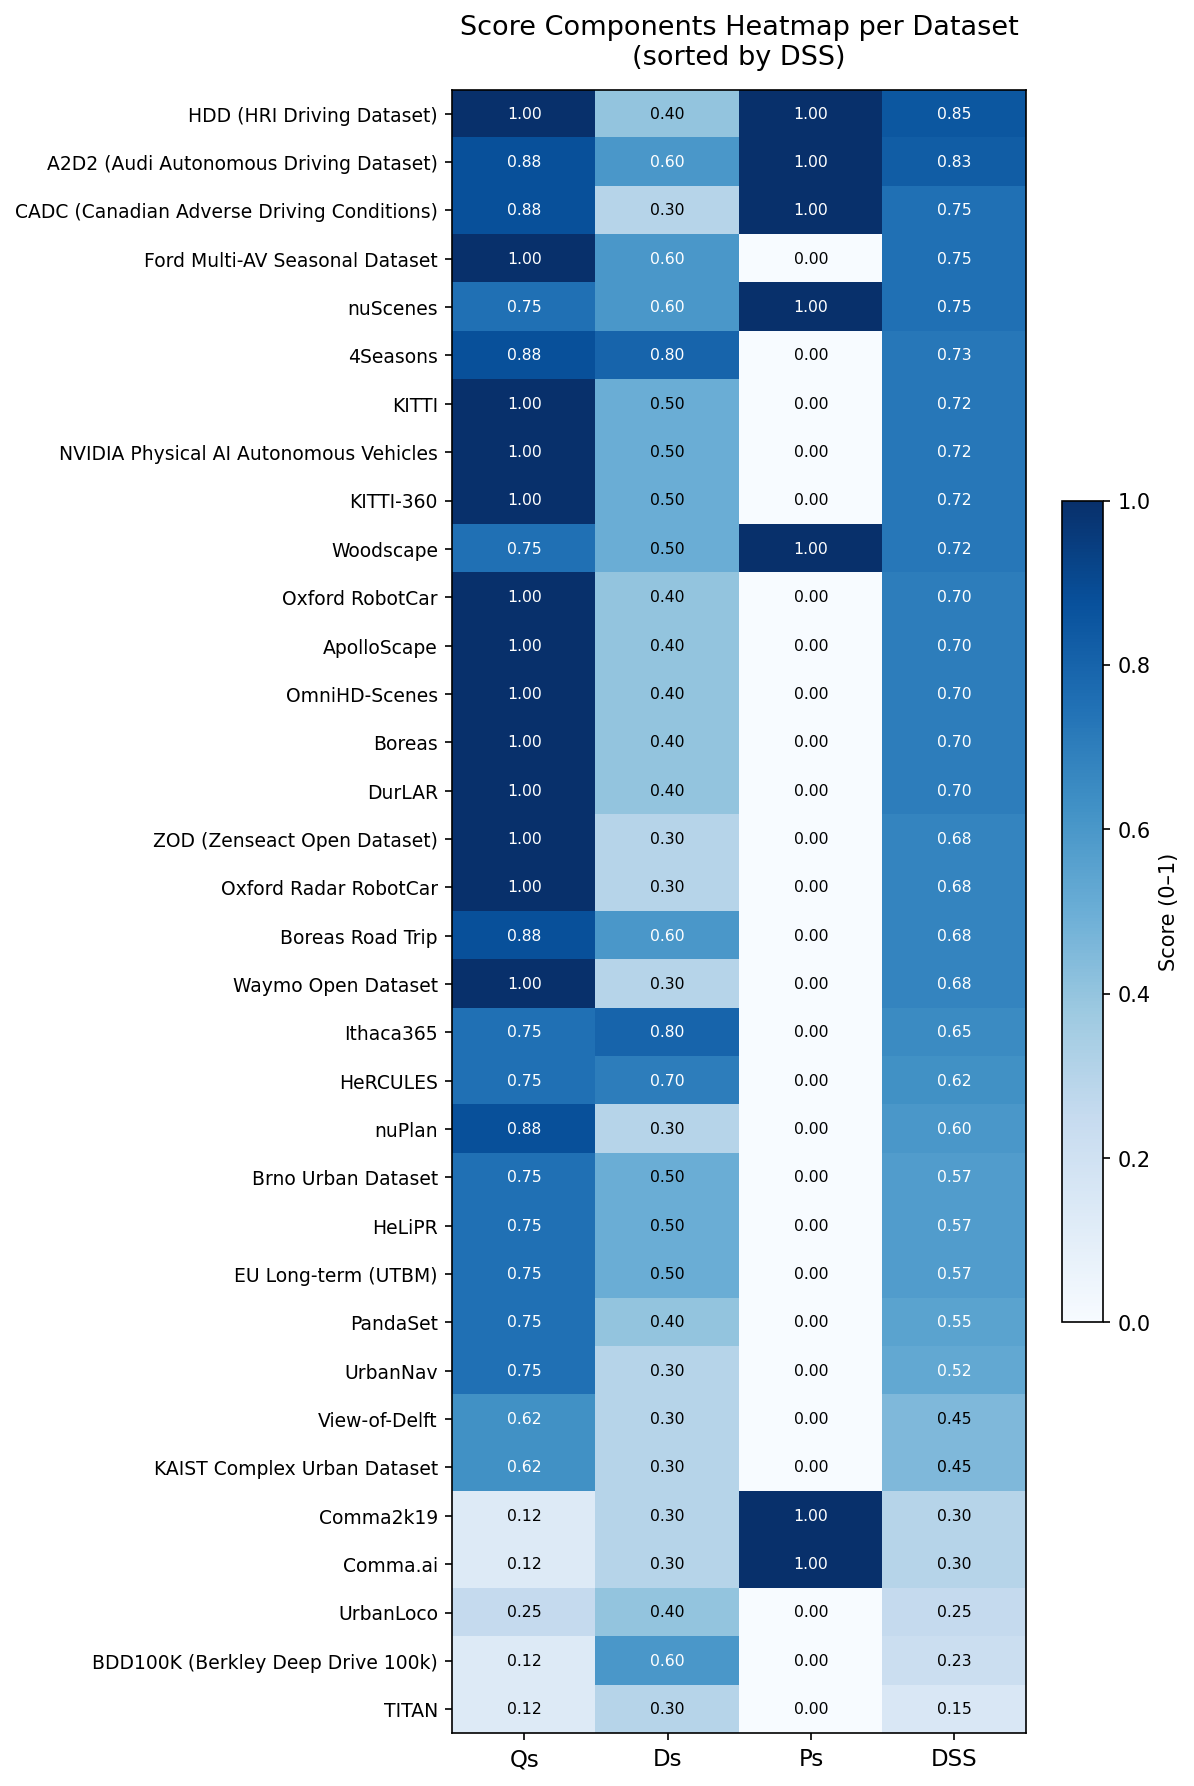 Score Components Heatmap per Dataset
(sorted by DSS)
HDD (HRI Driving Dataset) 1.00 0.40 1.00 0.85
A2D2 (Audi Autonomous Driving Dataset) 0.88 0.60 1.00 0.83
CADC (Canadian Adverse Driving Conditions) 0.88 0.30 1.00 0.75
Ford Multi-AV Seasonal Dataset 1.00 0.60 0.00 0.75
nuScenes 0.75 0.60 1.00 0.75
4Seasons 0.88 0.80 0.00 0.73
KITTI 1.00 0.50 0.00 0.72
NVIDIA Physical AI Autonomous Vehicles 1.00 0.50 0.00 0.72
KITTI-360 1.00 0.50 0.00 0.72
Woodscape 0.75 0.50 1.00 0.72
Oxford RobotCar 1.00 0.40 0.00 0.70
ApolloScape 1.00 0.40 0.00 0.70
OmniHD-Scenes 1.00 0.40 0.00 0.70
Boreas 1.00 0.40 0.00 0.70
DurLAR 1.00 0.40 0.00 0.70
ZOD (Zenseact Open Dataset) 1.00 0.30 0.00 0.68
Oxford Radar RobotCar 1.00 0.30 0.00 0.68
Boreas Road Trip 0.88 0.60 0.00 0.68
Waymo Open Dataset 1.00 0.30 0.00 0.68
Ithaca365 0.75 0.80 0.00 0.65
HeRCULES 0.75 0.70 0.00 0.62
nuPlan 0.88 0.30 0.00 0.60
Brno Urban Dataset 0.75 0.50 0.00 0.57
HeLiPR 0.75 0.50 0.00 0.57
EU Long-term (UTBM) 0.75 0.50 0.00 0.57
PandaSet 0.75 0.40 0.00 0.55
UrbanNav 0.75 0.30 0.00 0.52
View-of-Delft 0.62 0.30 0.00 0.45
KAIST Complex Urban Dataset 0.62 0.30 0.00 0.45
Comma2k19 0.12 0.30 1.00 0.30
Comma.ai 0.12 0.30 1.00 0.30
UrbanLoco 0.25 0.40 0.00 0.25
BDD100K (Berkley Deep Drive 100k) 0.12 0.60 0.00 0.23
TITAN 0.12 0.30 0.00 0.15
Qs Ds Ps DSS
1.0
0.8
0.6
0.4
0.2
0.0
Score (0–1)